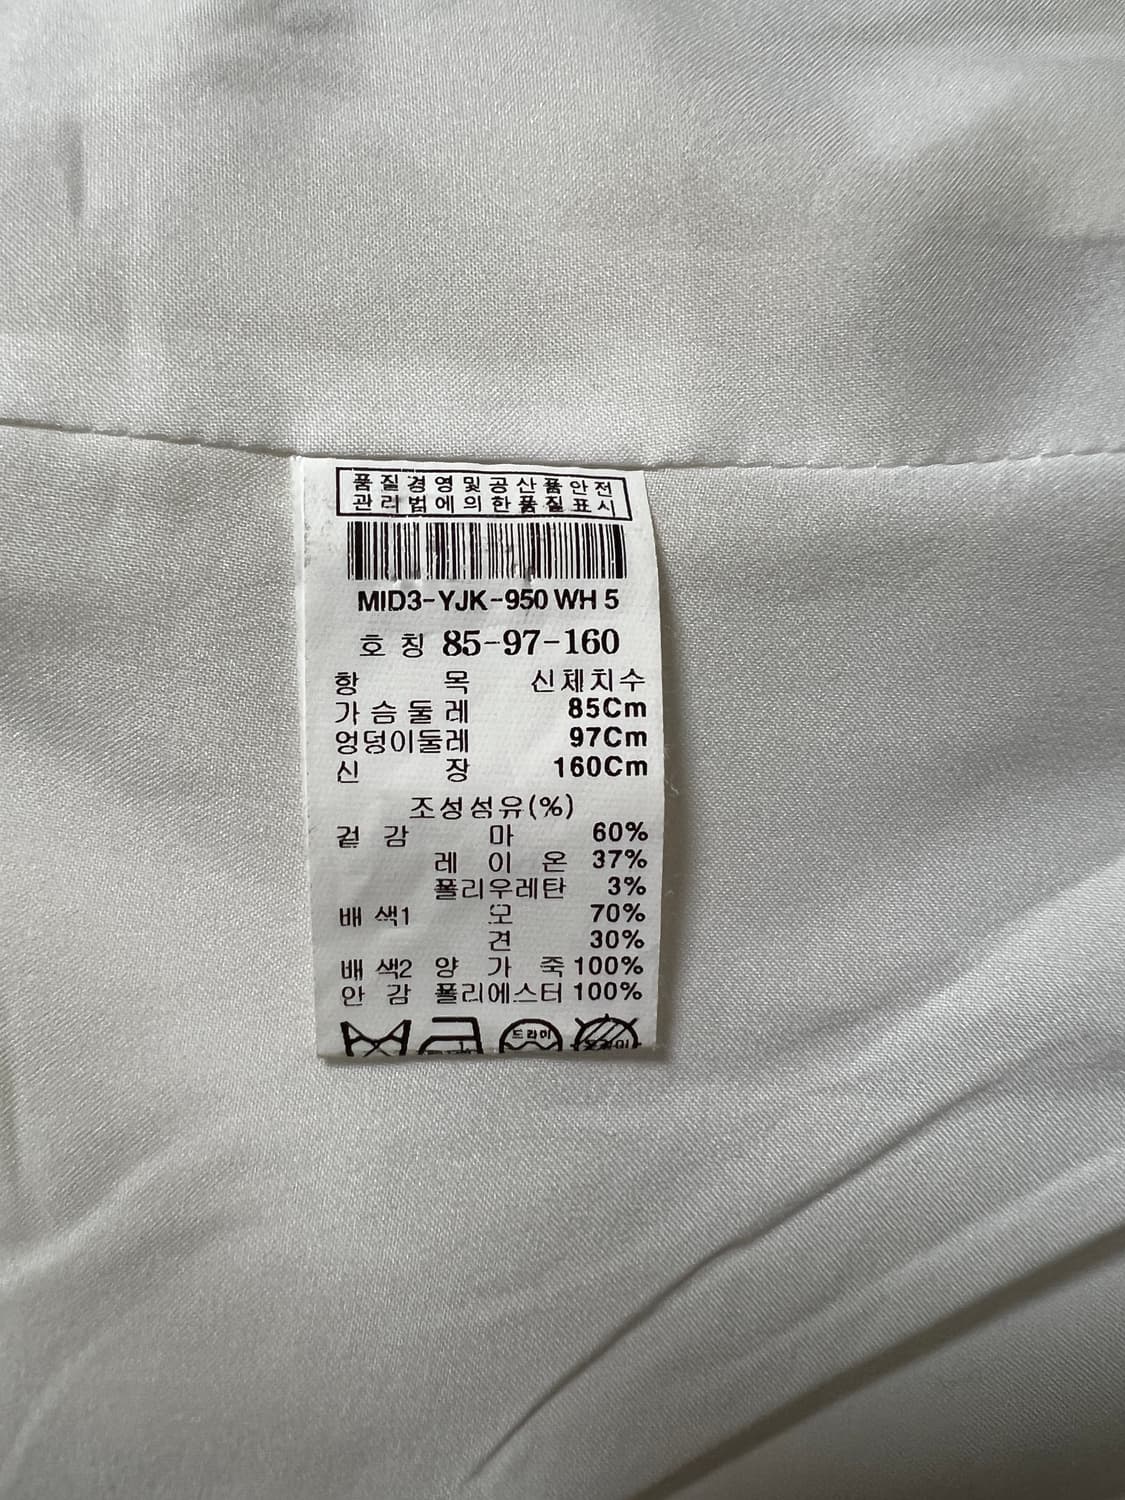 품질경영및공산품안전
관리법에의한품질표시
MID3-YJK-950 WH 5
호 칭 85-97-160
항 목 신체치수
가슴둘레 85Cm
엉덩이둘레 97Cm
신 장 160Cm
조성섬유(%)
겉 감 마 60%
레 이 온 37%
폴리우레탄 3%
배 색1 모 70%
견 30%
배 색2 양 가 죽 100%
안 감 폴리에스터 100%
드라이